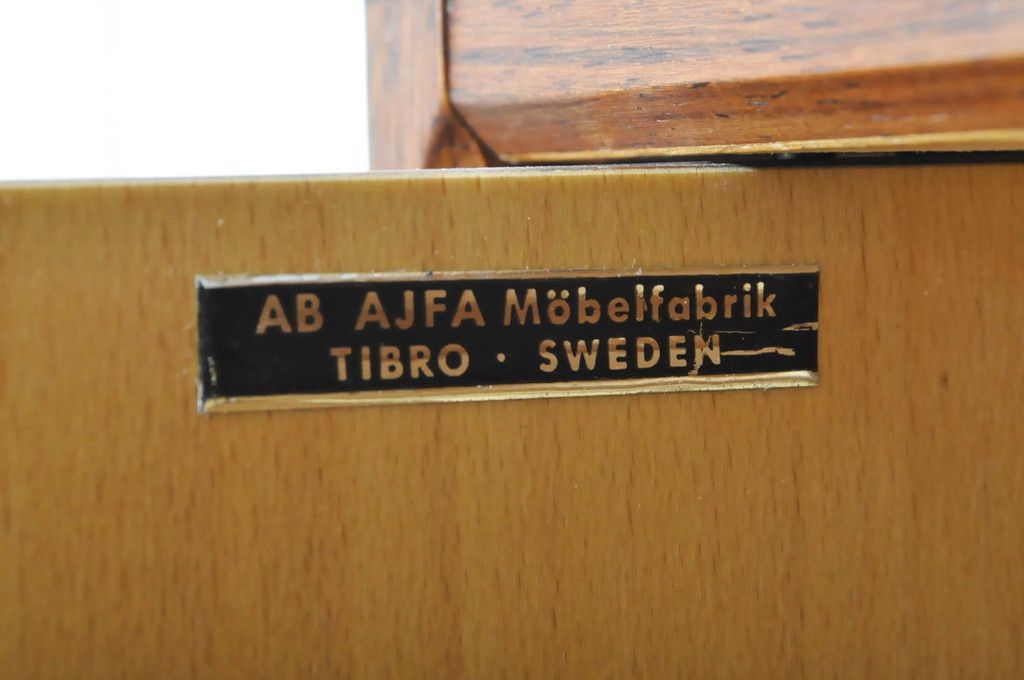 AB AJFA Möbelfabrik
TIBRO · SWEDEN